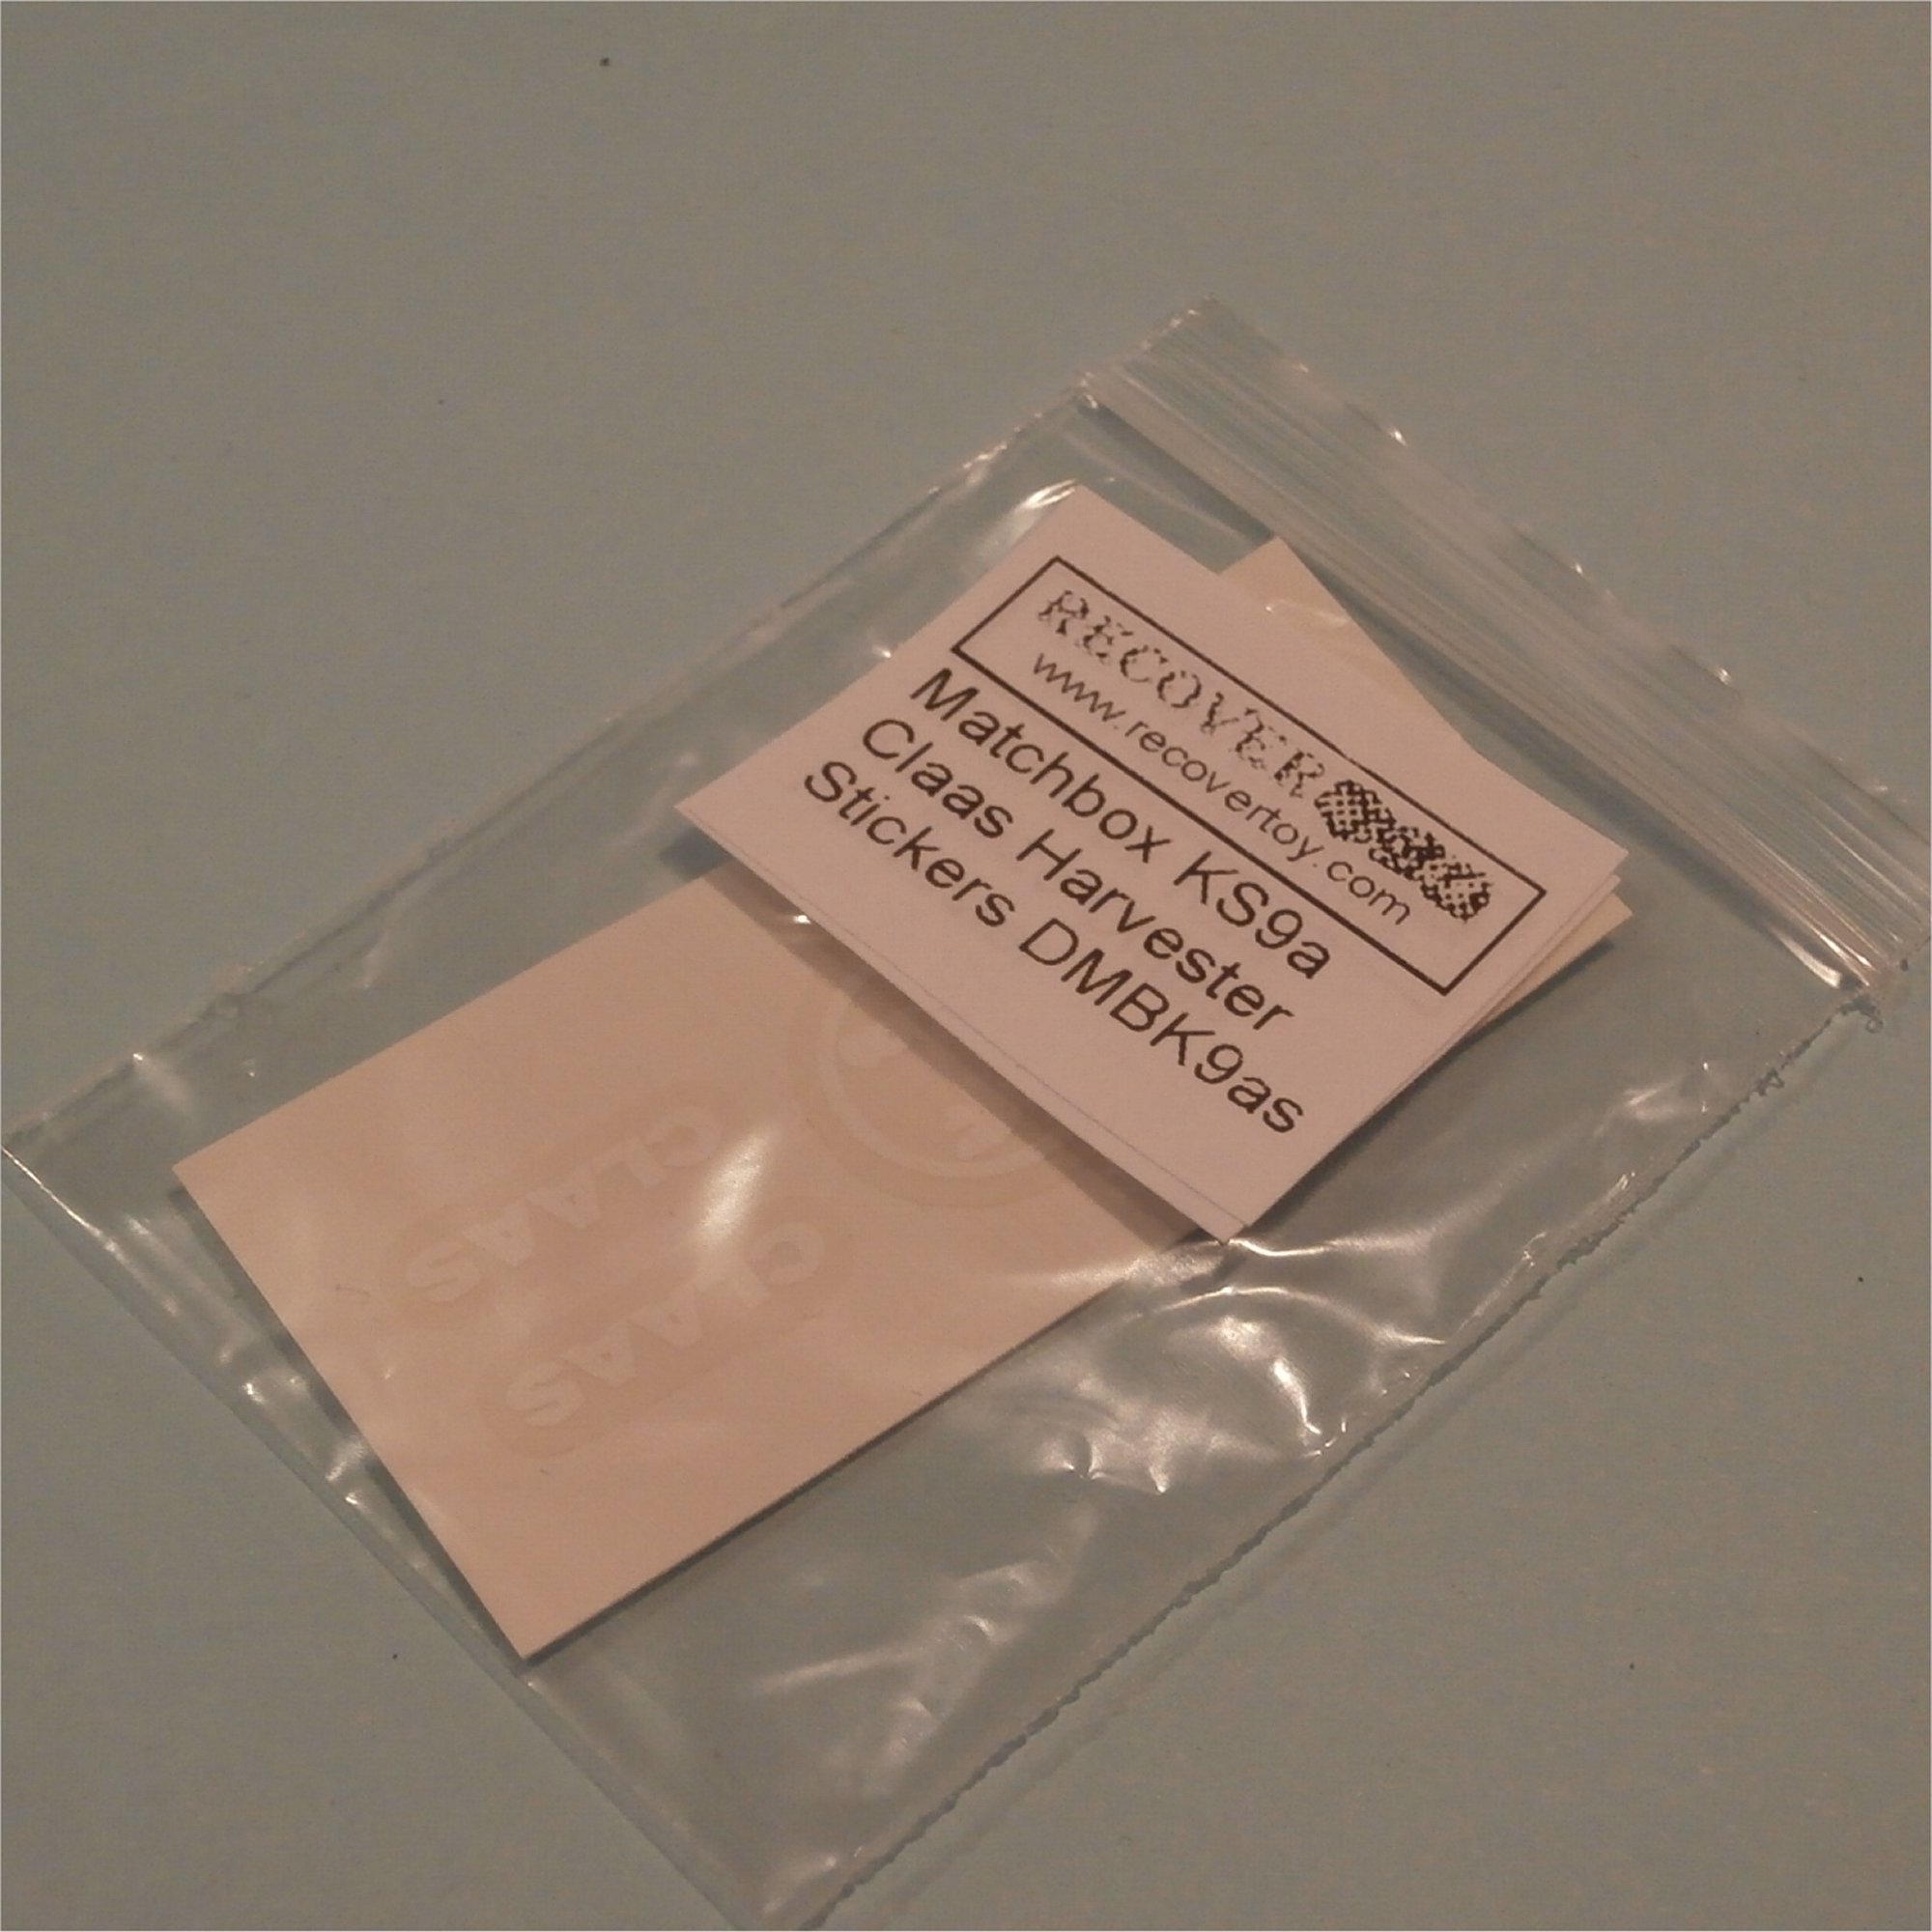 RECOVER
www.recovertoy.com
Matchbox KS9a
Claas Harvester
Stickers DMBK9as
CLAAS
CLAAS